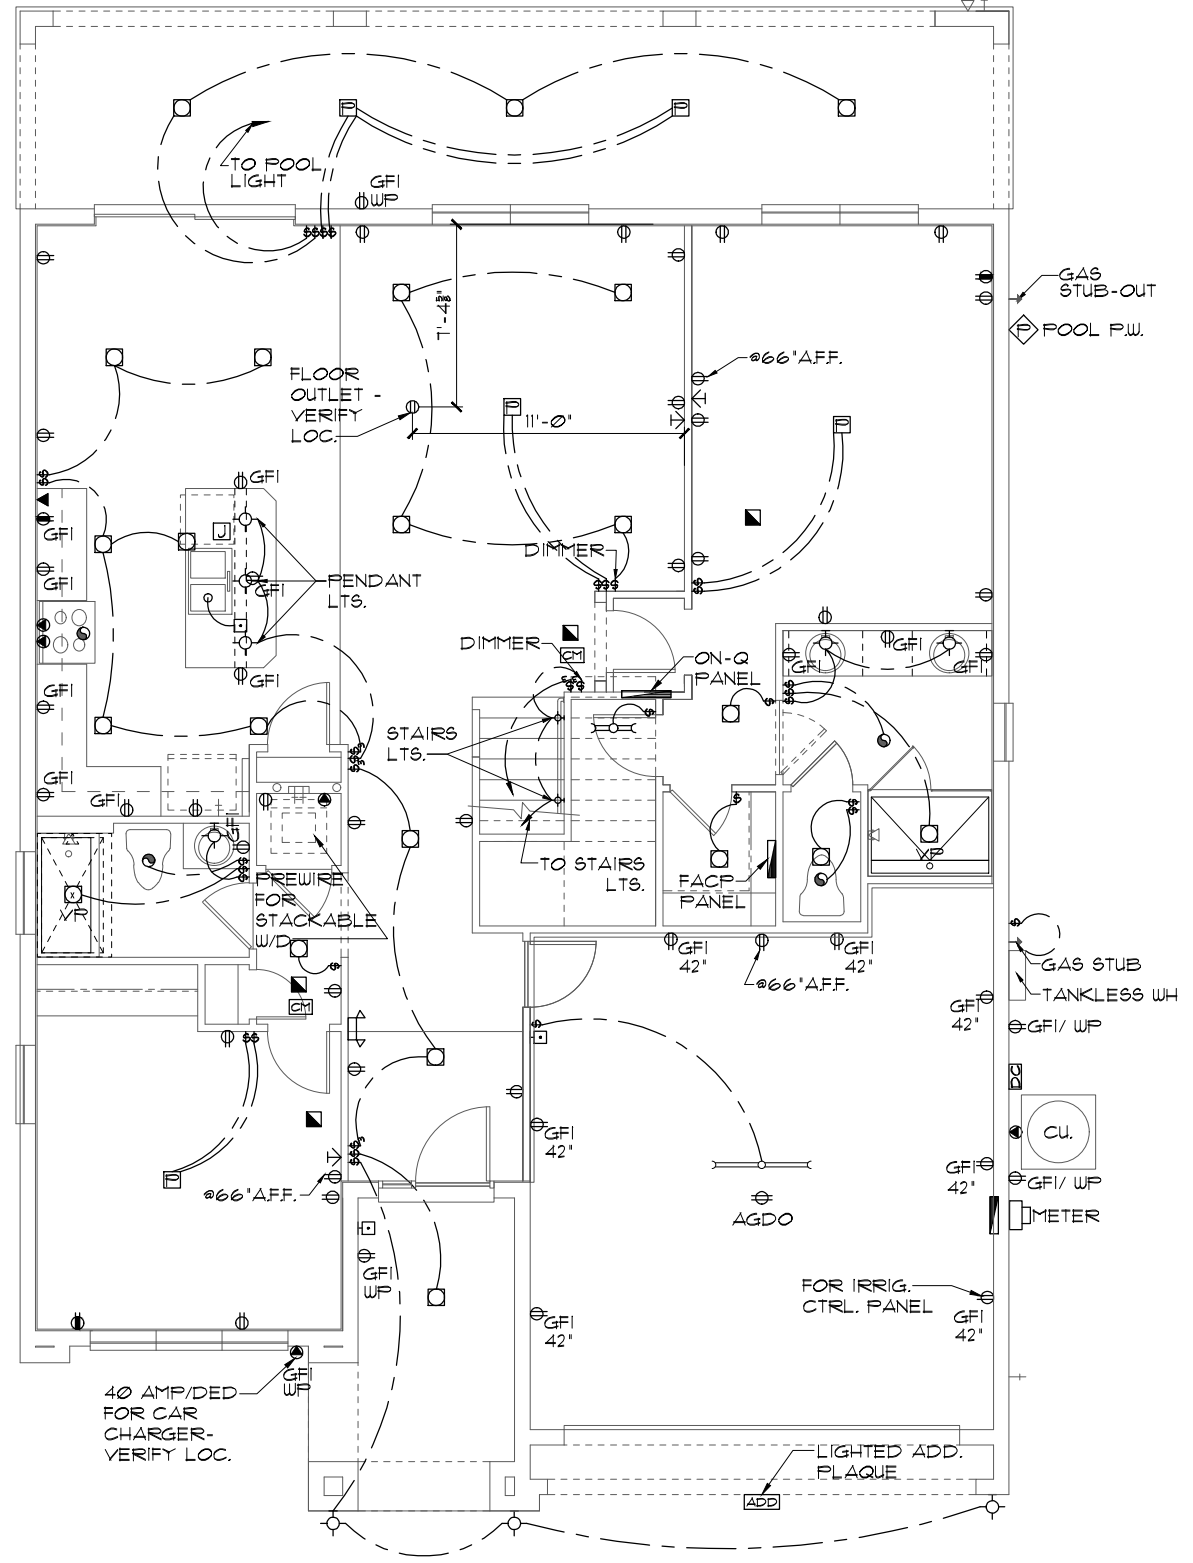 TO POOL
LIGHT
GFI
WP
7'-4⅝"
GAS
STUB-OUT
P POOL P.W.
@66"A.F.F.
FLOOR
OUTLET -
VERIFY
LOC.
11'-0"
P
P
P
P
GFI
GFI
J
DIMMER
GFI
GFI
PENDANT
LTS.
DIMMER
CM
ON-Q
PANEL
GFI
GFI
GFI
GFI
GFI
STAIRS
LTS.
GFI
GFI
GFI
TO STAIRS
LTS.
VP
VP
PREWIRE
FOR
STACKABLE
W/D
FACP
PANEL
GFI
42"
GFI
42"
@66"A.F.F.
GAS STUB
TANKLESS WH
CM
GFI
42"
GFI/ WP
DC
CU.
GFI
42"
GFI
42"
GFI/ WP
P
@66"A.F.F.
AGDO
METER
GFI
WP
FOR IRRIG.
CTRL. PANEL
GFI
42"
GFI
42"
GFI
WP
40 AMP/DED
FOR CAR
CHARGER-
VERIFY LOC.
LIGHTED ADD.
PLAQUE
ADD